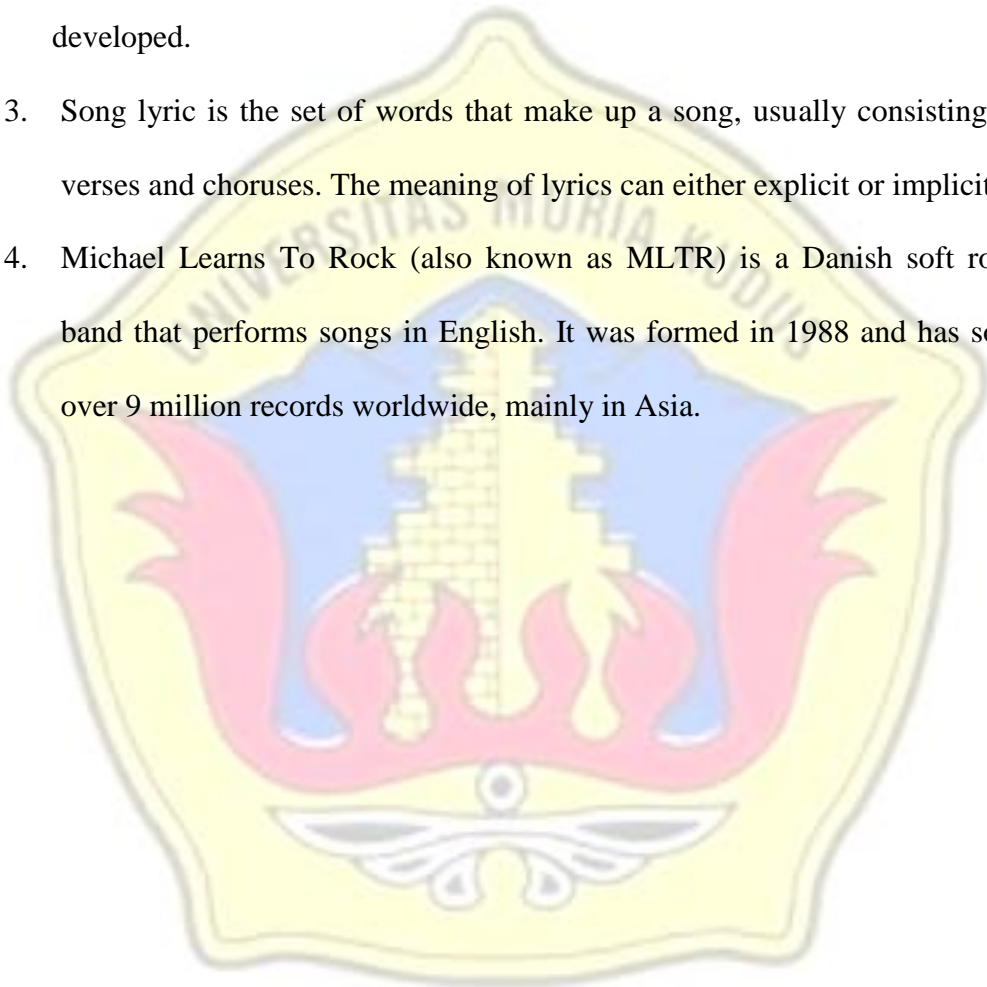 developed.
3. Song lyric is the set of words that make up a song, usually consisting
verses and choruses. The meaning of lyrics can either explicit or implicit
4. Michael Learns To Rock (also known as MLTR) is a Danish soft
band that performs songs in English. It was formed in 1988 and has
over 9 million records worldwide, mainly in Asia.
UNIVERSITAS MURIA KUDUS